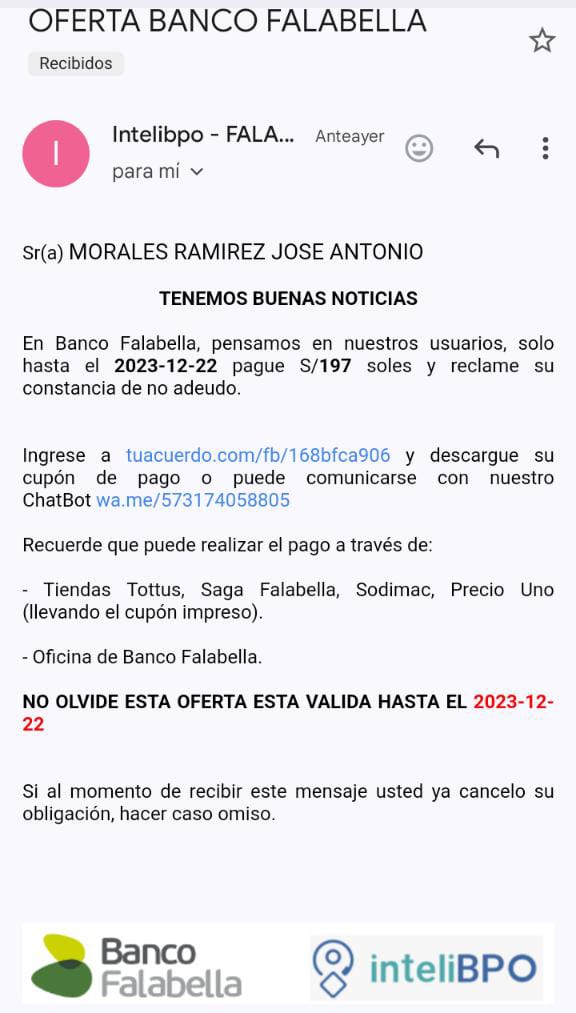 OFERTA BANCO FALABELLA
Recibidos
I
Intelibpo - FALA... Anteayer
para mí
Sr(a) MORALES RAMIREZ JOSE ANTONIO
TENEMOS BUENAS NOTICIAS
En Banco Falabella, pensamos en nuestros usuarios, solo
hasta el 2023-12-22 pague S/197 soles y reclame su
constancia de no adeudo.
Ingrese a tuacuerdo.com/fb/168bfca906 y descargue su
cupón de pago o puede comunicarse con nuestro
ChatBot wa.me/573174058805
Recuerde que puede realizar el pago a través de:
- Tiendas Tottus, Saga Falabella, Sodimac, Precio Uno
(llevando el cupón impreso).
- Oficina de Banco Falabella.
NO OLVIDE ESTA OFERTA ESTA VALIDA HASTA EL 2023-12-
22
Si al momento de recibir este mensaje usted ya cancelo su
obligación, hacer caso omiso.
Banco
Falabella
inteliBPO